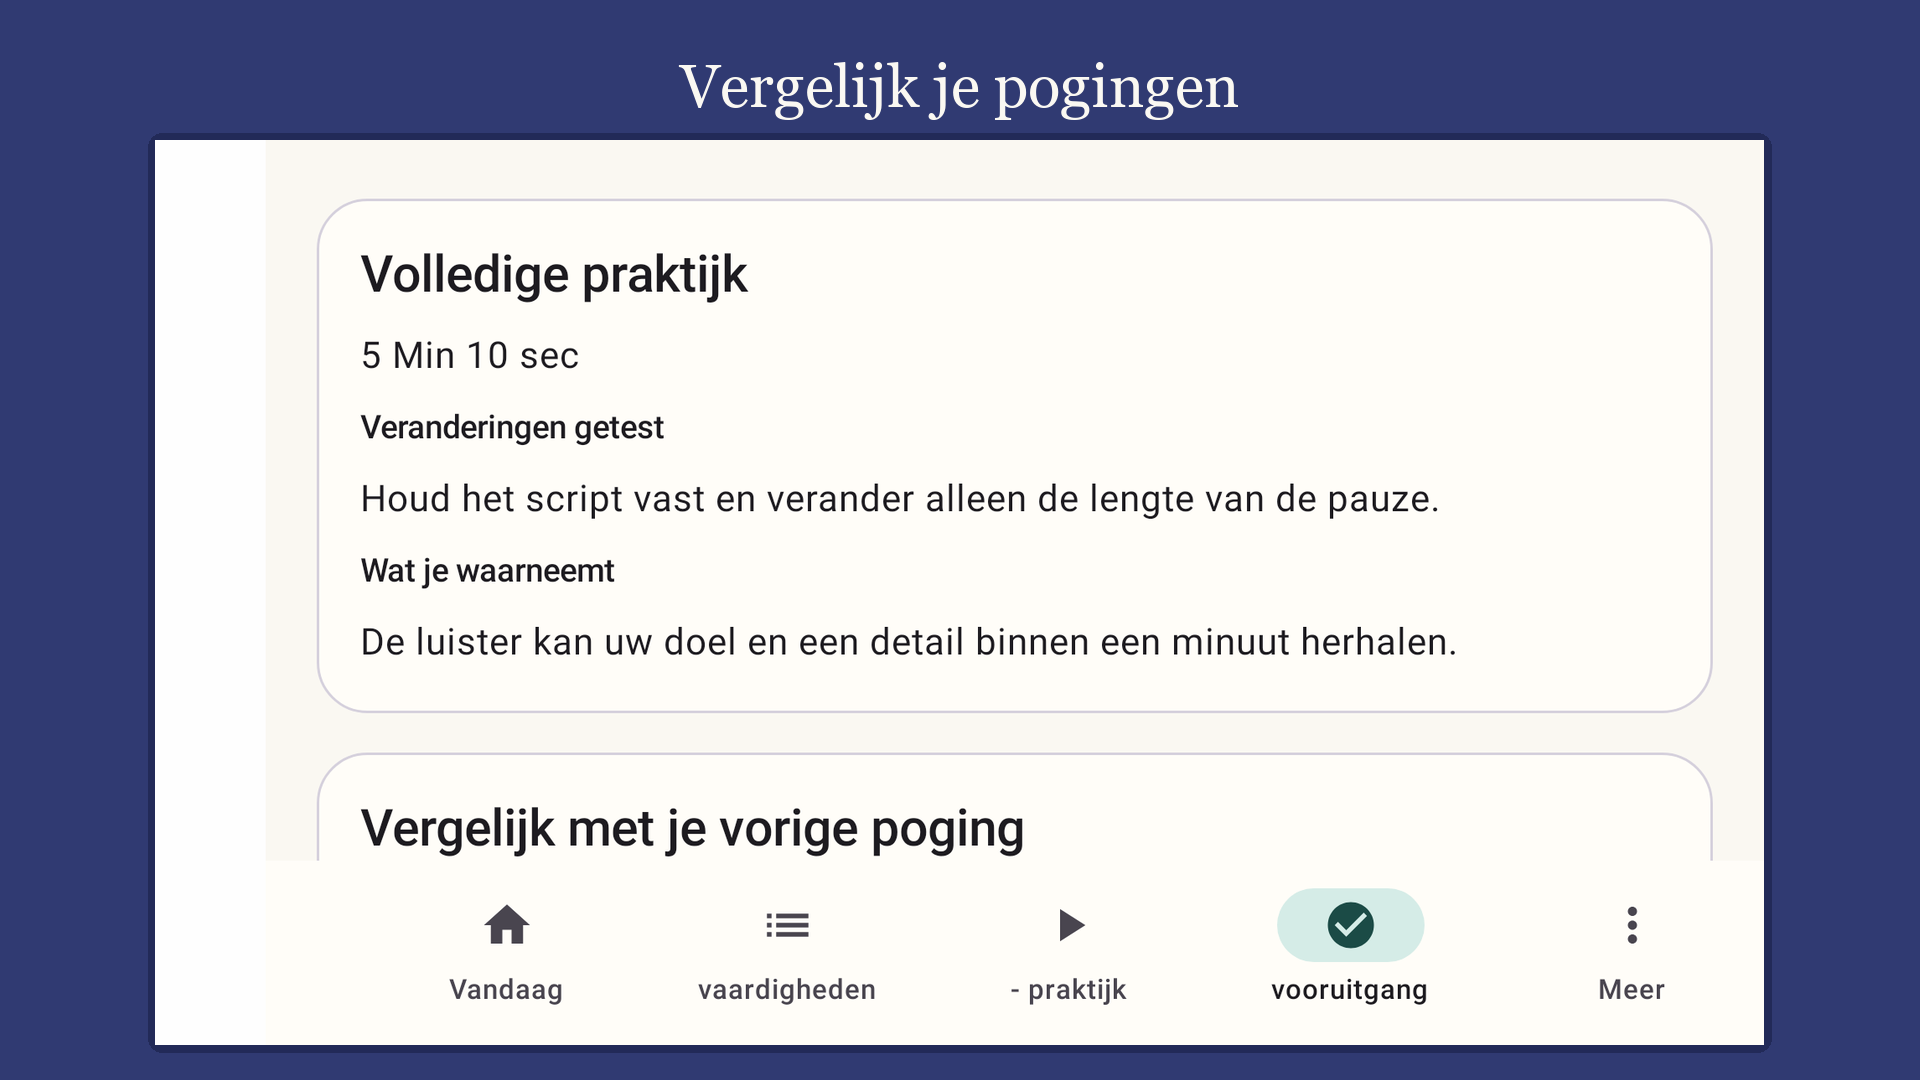 Vergelijk je pogingen
Volledige praktijk
5 Min 10 sec
Veranderingen getest
Houd het script vast en verander alleen de lengte van de pauze.
Wat je waarneemt
De luister kan uw doel en een detail binnen een minuut herhalen.
Vergelijk met je vorige poging
Vandaag
vaardigheden
- praktijk
vooruitgang
Meer